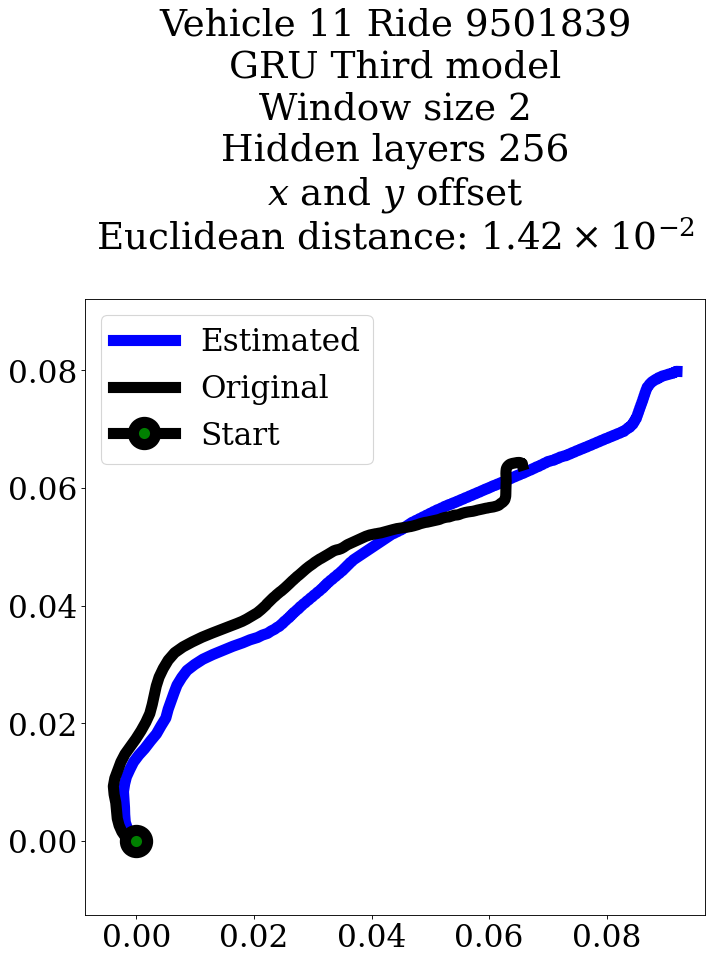 Vehicle 11 Ride 9501839
GRU Third model
Window size 2
Hidden layers 256
x and y offset
Euclidean distance: 1.42 × 10⁻²
Estimated
Original
Start
0.08
0.06
0.04
0.02
0.00
0.00 0.02 0.04 0.06 0.08